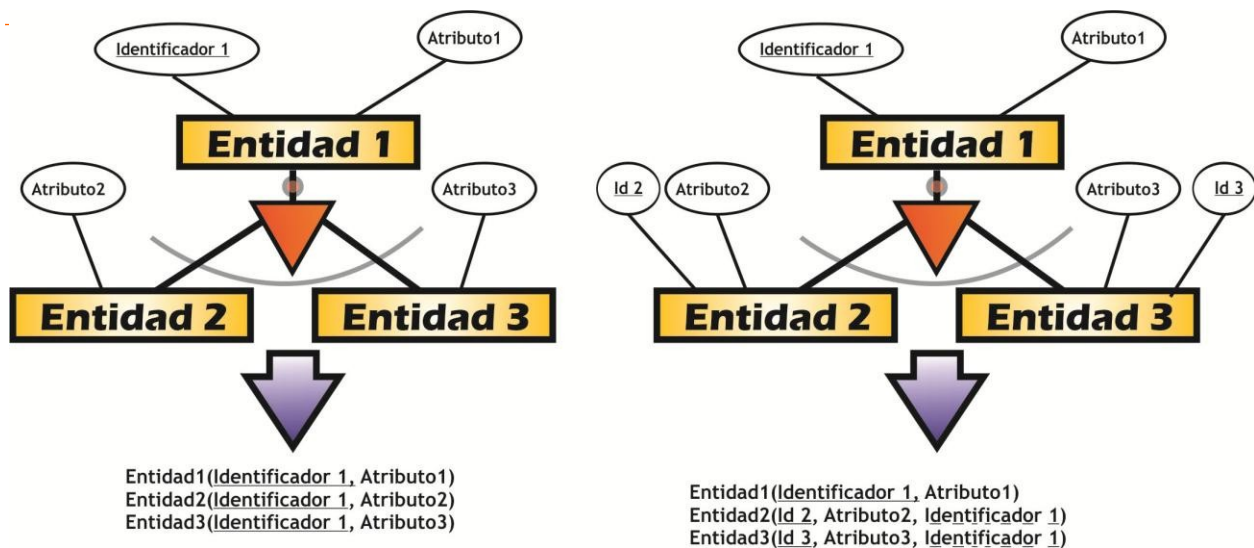 Identificador 1
Atributo1
Entidad 1
Atributo2
Atributo3
Entidad 2
Entidad 3
Entidad1(Identificador 1, Atributo1)
Entidad2(Identificador 1, Atributo2)
Entidad3(Identificador 1, Atributo3)
Identificador 1
Atributo1
Entidad 1
Id 2
Atributo2
Atributo3
Id 3
Entidad 2
Entidad 3
Entidad1(Identificador 1, Atributo1)
Entidad2(Id 2, Atributo2, Identificador 1)
Entidad3(Id 3, Atributo3, Identificador 1)